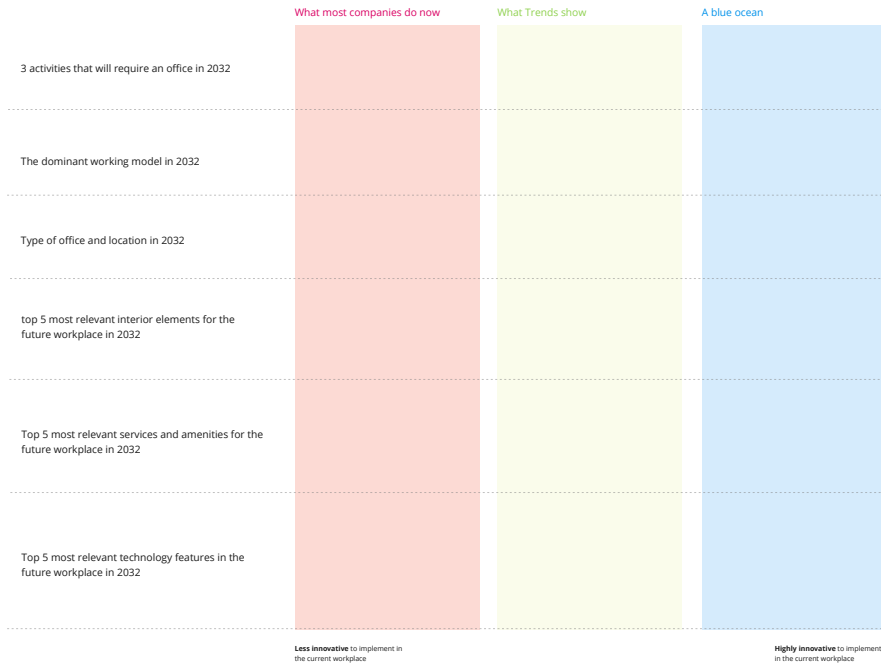 What most companies do now
What Trends show
A blue ocean
3 activities that will require an office in 2032
The dominant working model in 2032
Type of office and location in 2032
top 5 most relevant interior elements for the
future workplace in 2032
Top 5 most relevant services and amenities for the
future workplace in 2032
Top 5 most relevant technology features in the
future workplace in 2032
Less innovative to implement in
the current workplace
Highly innovative to implement
in the current workplace